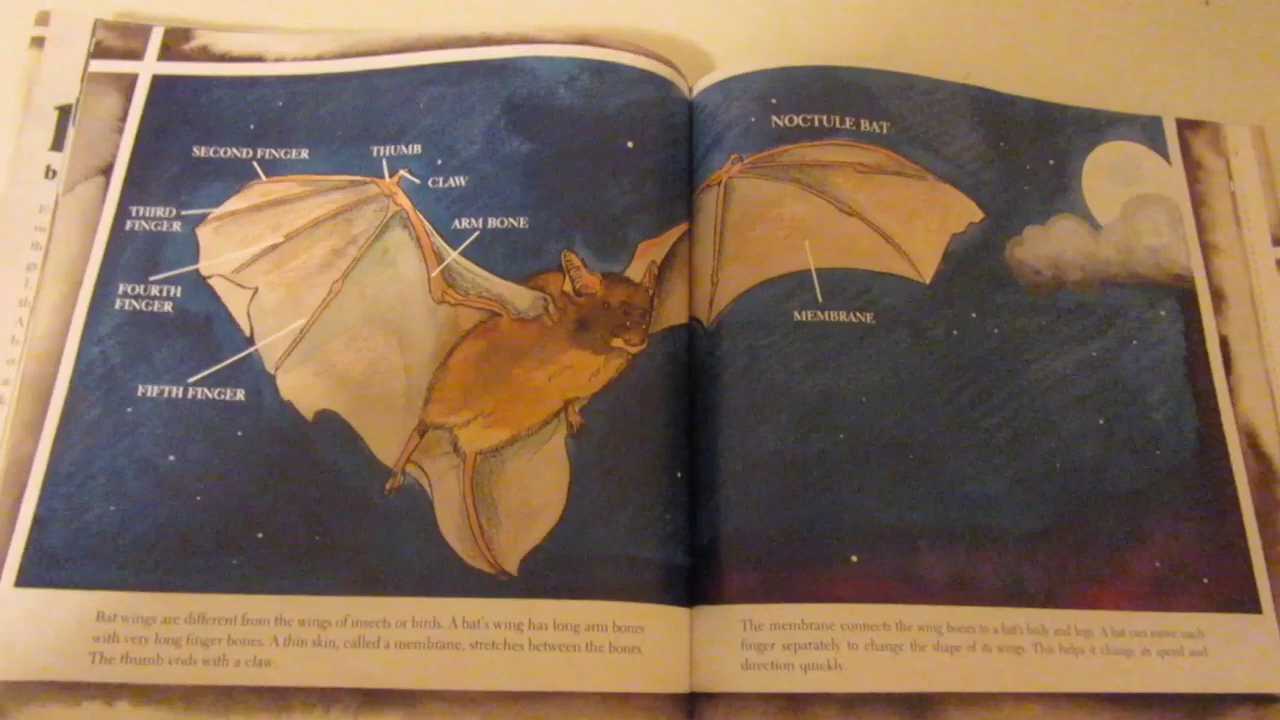 SECOND FINGER
THUMB
CLAW
THIRD
FINGER
ARM BONE
FOURTH
FINGER
FIFTH FINGER
NOCTULE BAT
MEMBRANE
Bat wings are different from the wings of insects or birds. A bat's wing has long arm bones
with very long finger bones. A thin skin, called a membrane, stretches between the bones.
The thumb ends with a claw.
The membrane connects the wing bones to a bat's body and legs. A bat can move each
finger separately to change the shape of its wings. This helps it change its speed and
direction quickly.